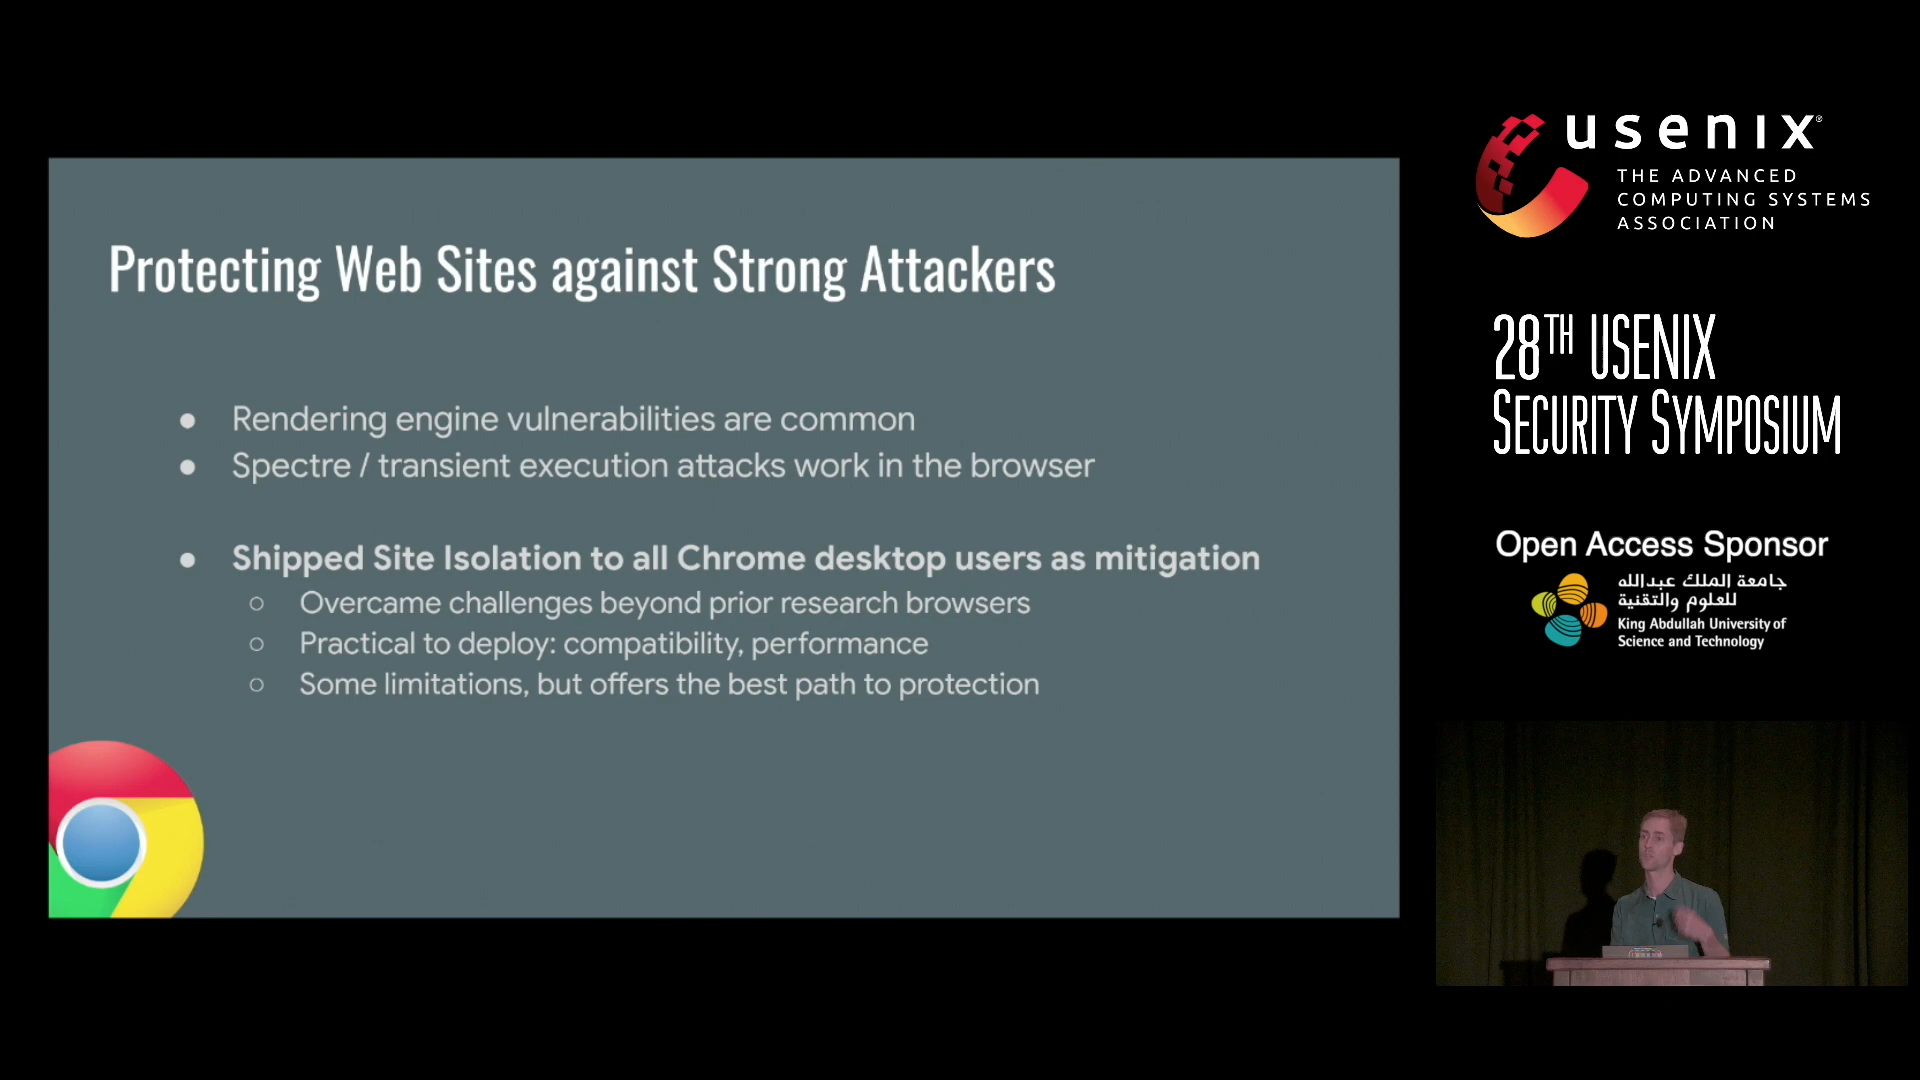 Protecting Web Sites against Strong Attackers
● Rendering engine vulnerabilities are common
● Spectre / transient execution attacks work in the browser
● Shipped Site Isolation to all Chrome desktop users as mitigation
○ Overcame challenges beyond prior research browsers
○ Practical to deploy: compatibility, performance
○ Some limitations, but offers the best path to protection
usenix®
THE ADVANCED
COMPUTING SYSTEMS
ASSOCIATION
28TH USENIX
SECURITY SYMPOSIUM
Open Access Sponsor
جامعة الملك عبدالله
للعلوم والتقنية
King Abdullah University of
Science and Technology